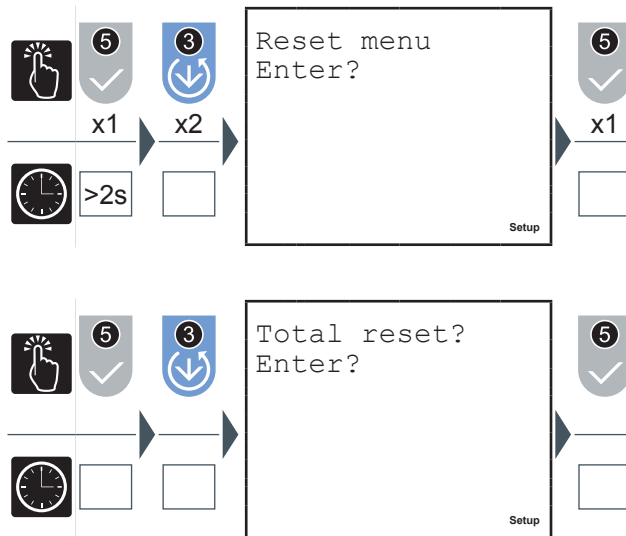 5 3 Reset menu 5
Enter?
x1 x2 x1
>2s
Setup
5 3 Total reset? 5
Enter?
Setup